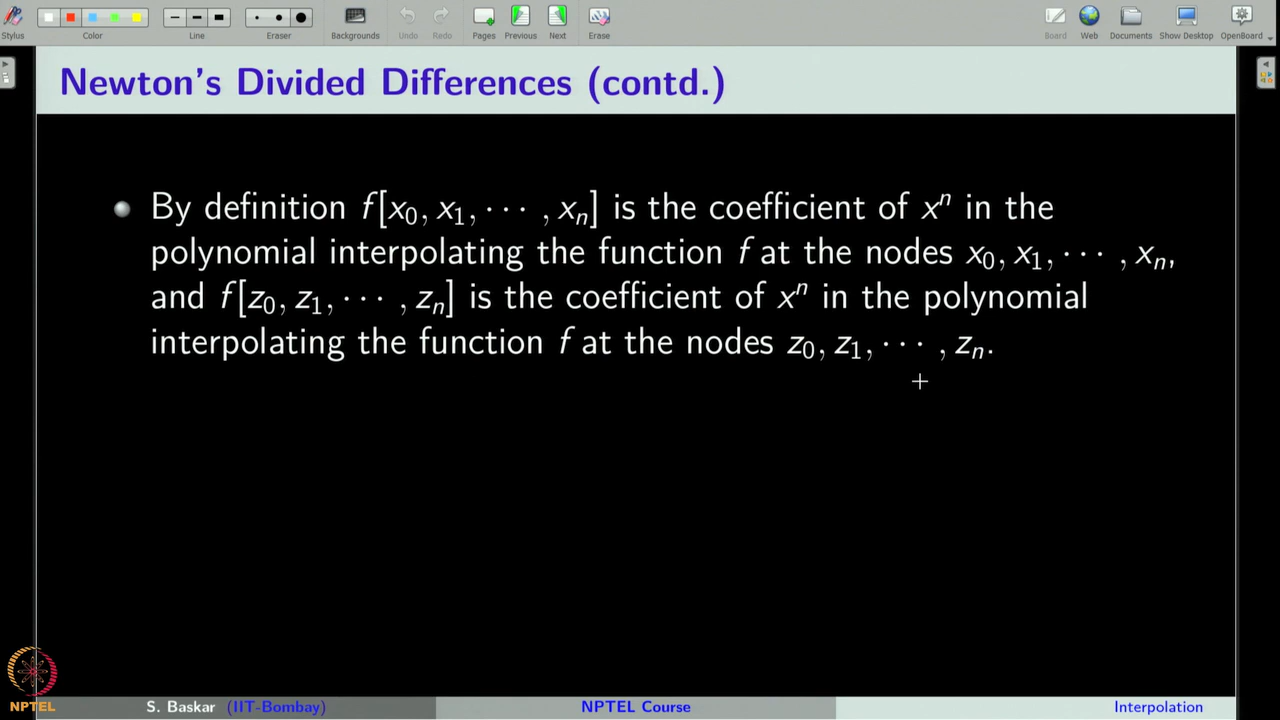 Stylus Color Line Eraser Backgrounds Undo Redo Pages Previous Next Erase Board Web Documents Show Desktop OpenBoard
Newton's Divided Differences (contd.)
By definition f[x₀, x₁, ⋯ , xₙ] is the coefficient of xⁿ in the
polynomial interpolating the function f at the nodes x₀, x₁, ⋯ , xₙ,
and f[z₀, z₁, ⋯ , zₙ] is the coefficient of xⁿ in the polynomial
interpolating the function f at the nodes z₀, z₁, ⋯ , zₙ.
NPTEL
S. Baskar (IIT-Bombay) NPTEL Course Interpolation